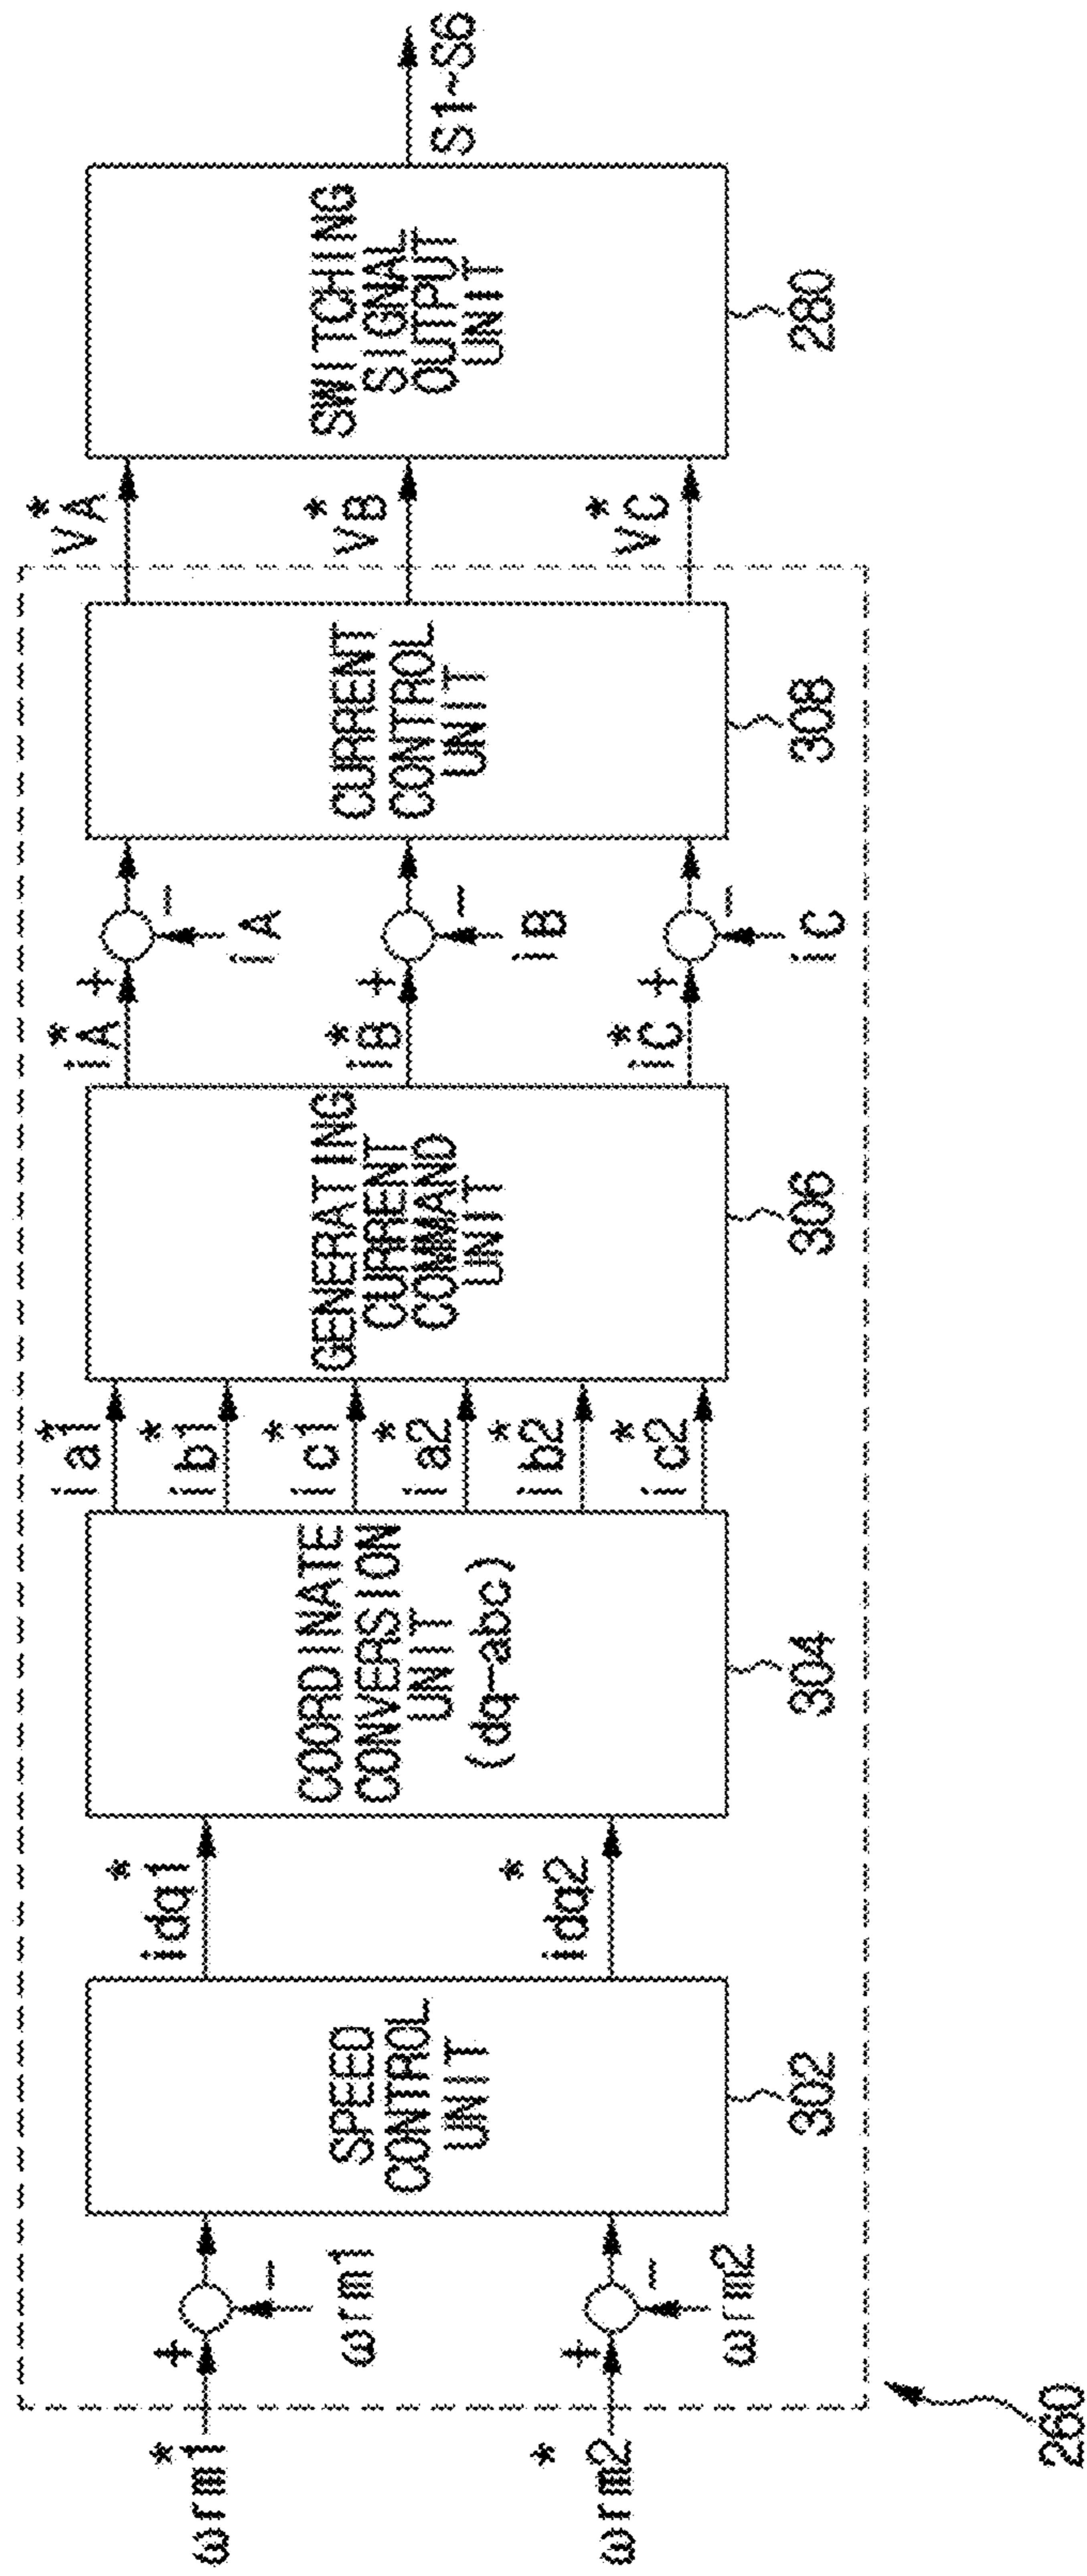 ωrm1*
+
−
ωrm1
ωrm2*
+
−
ωrm2
SPEED
CONTROL
UNIT
302
idq1*
idq2*
COORDINATE
CONVERSION
UNIT
(dq-abc)
304
ia1*
ib1*
ic1*
ia2*
ib2*
ic2*
GENERATING
CURRENT
COMMAND
UNIT
306
iA*
+
−
iA
iB*
+
−
iB
iC*
+
−
iC
CURRENT
CONTROL
UNIT
308
VA*
VB*
VC*
SWITCHING
SIGNAL
OUTPUT
UNIT
280
S1~S6
260